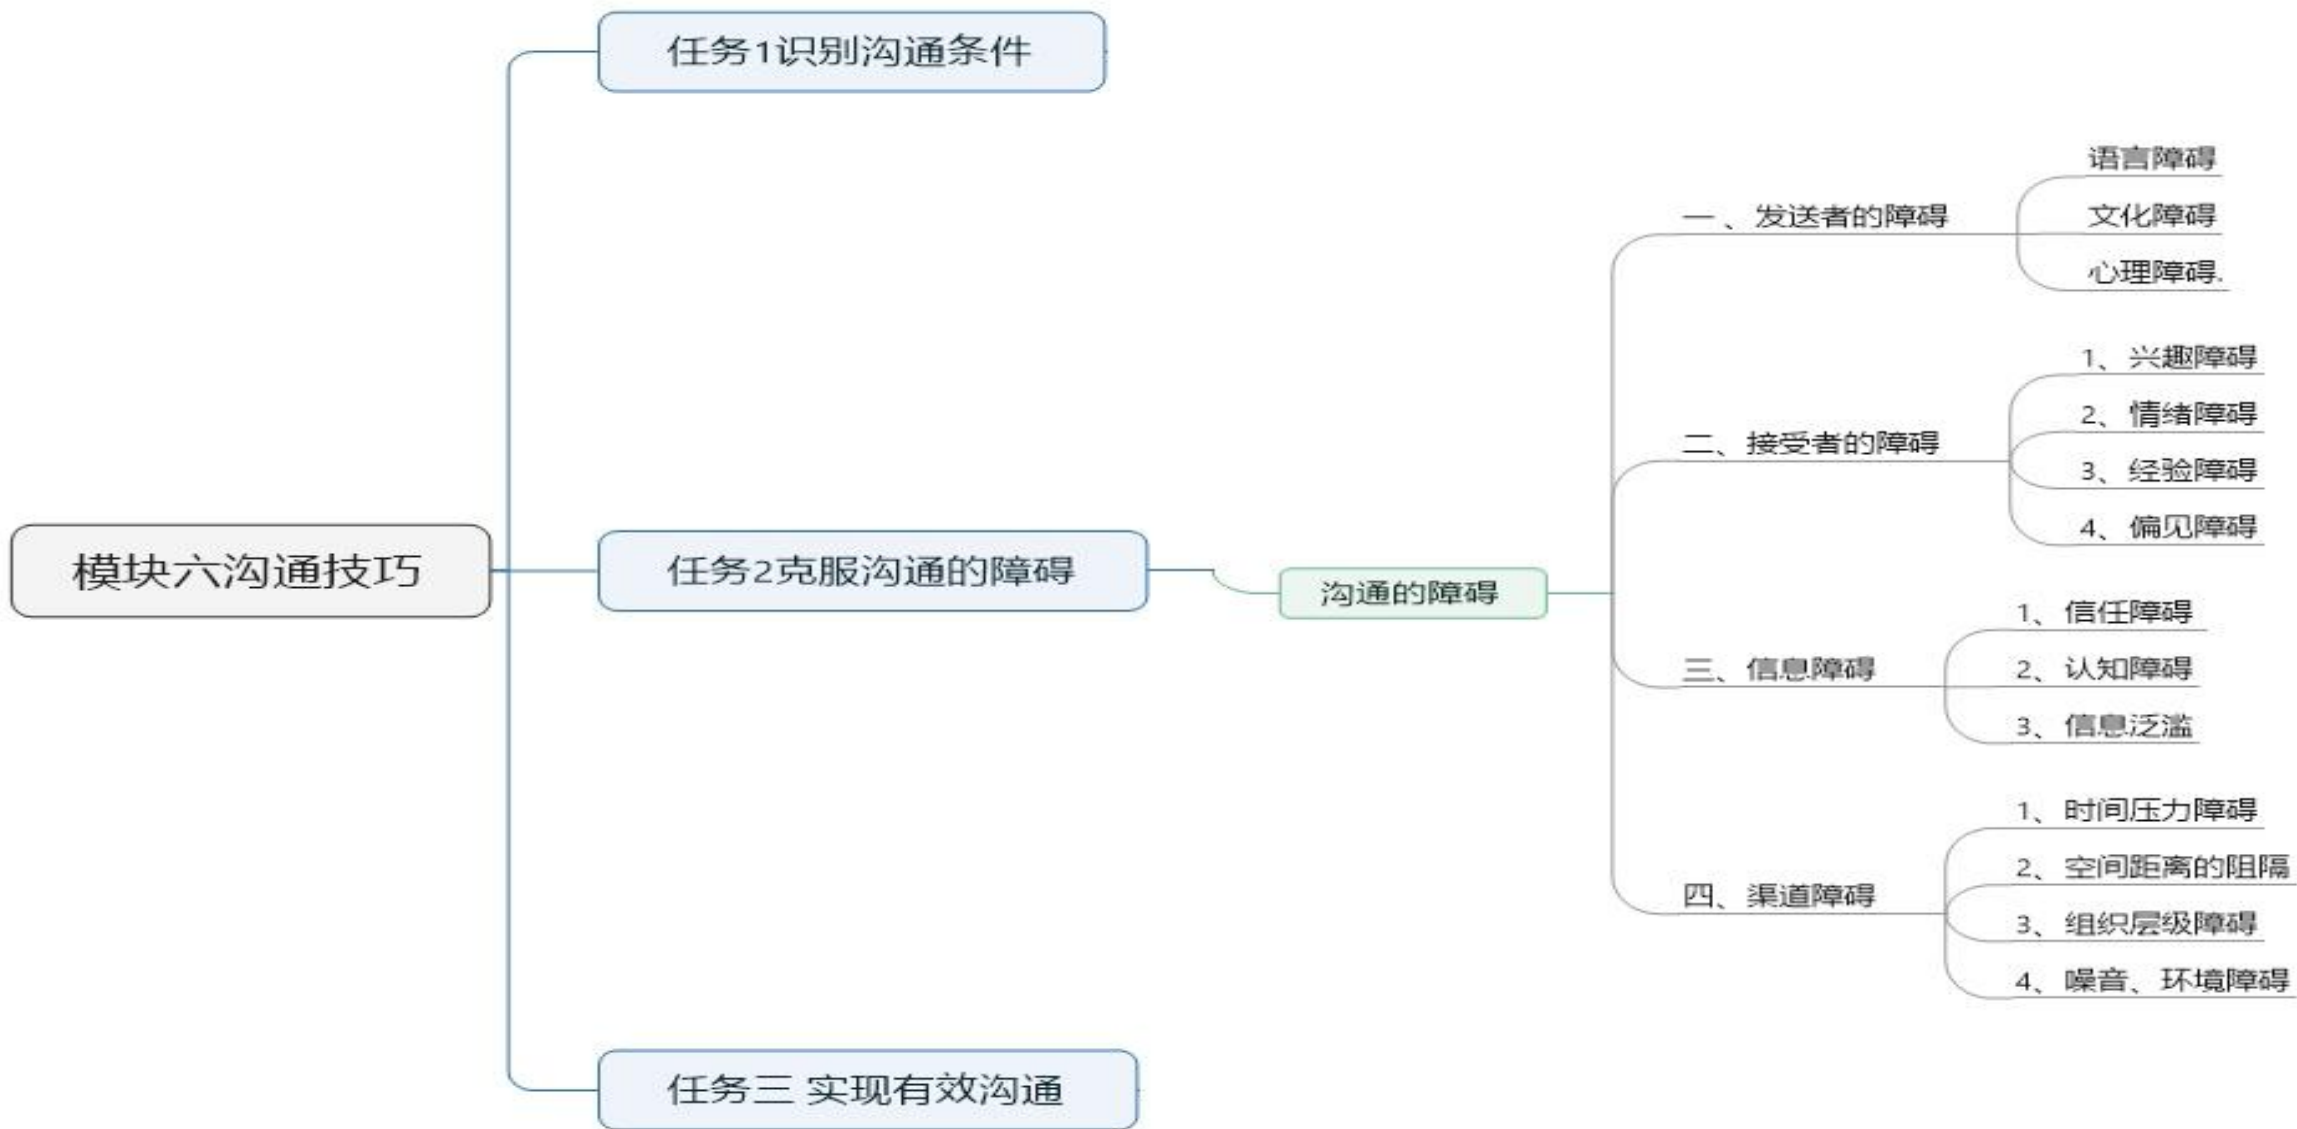 模块六沟通技巧
任务1识别沟通条件
任务2克服沟通的障碍
沟通的障碍
一、发送者的障碍
语言障碍
文化障碍
心理障碍.
二、接受者的障碍
1、兴趣障碍
2、情绪障碍
3、经验障碍
4、偏见障碍
三、信息障碍
1、信任障碍
2、认知障碍
3、信息泛滥
四、渠道障碍
1、时间压力障碍
2、空间距离的阻隔
3、组织层级障碍
4、噪音、环境障碍
任务三 实现有效沟通